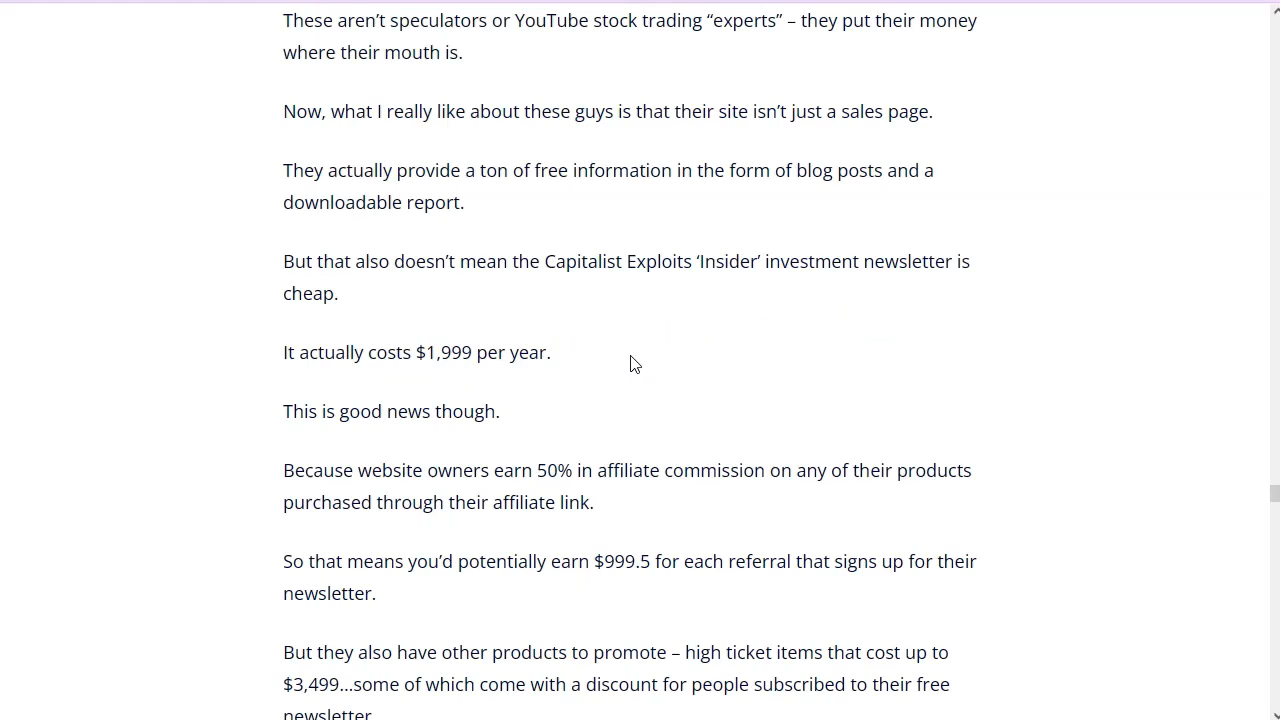 These aren’t speculators or YouTube stock trading “experts” – they put their money
where their mouth is.
Now, what I really like about these guys is that their site isn’t just a sales page.
They actually provide a ton of free information in the form of blog posts and a
downloadable report.
But that also doesn’t mean the Capitalist Exploits ‘Insider’ investment newsletter is
cheap.
It actually costs $1,999 per year.
This is good news though.
Because website owners earn 50% in affiliate commission on any of their products
purchased through their affiliate link.
So that means you’d potentially earn $999.5 for each referral that signs up for their
newsletter.
But they also have other products to promote – high ticket items that cost up to
$3,499…some of which come with a discount for people subscribed to their free
newsletter